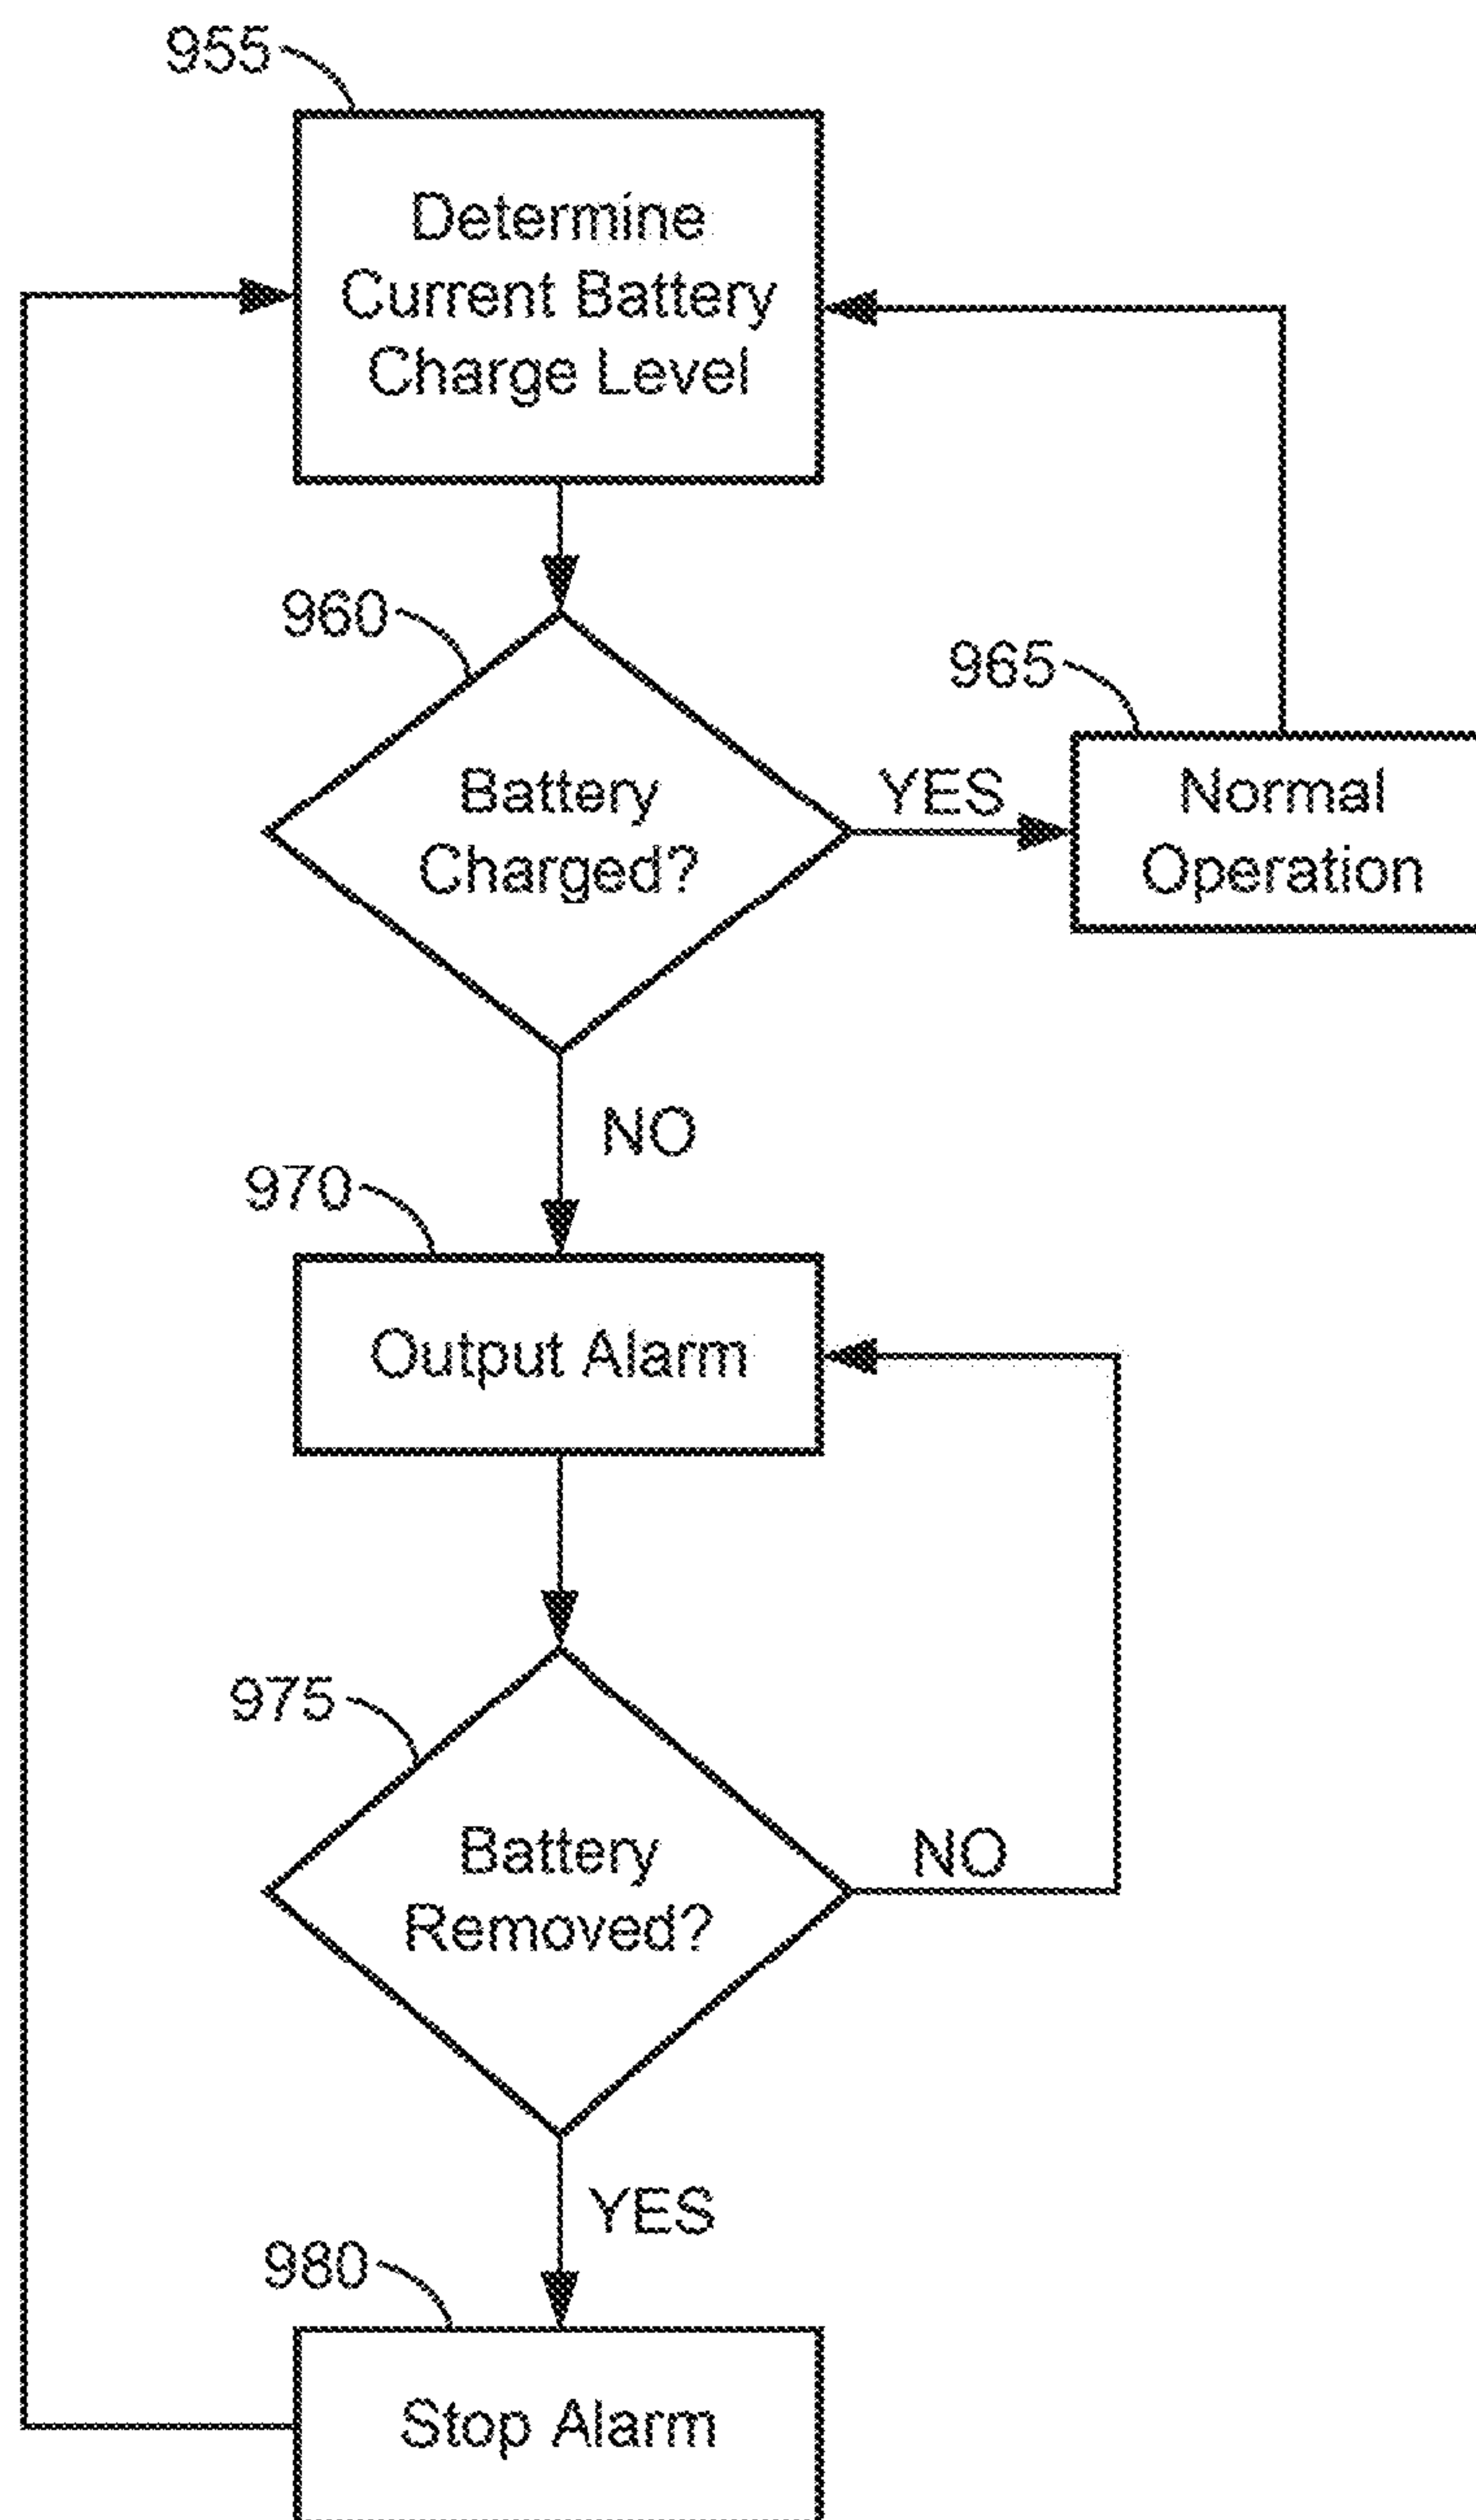 955
Determine
Current Battery
Charge Level
960
Battery
Charged?
YES
965
Normal
Operation
NO
970
Output Alarm
975
Battery
Removed?
NO
YES
980
Stop Alarm